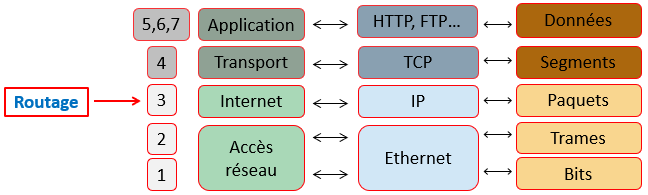 5,6,7 Application HTTP, FTP... Données
4 Transport TCP Segments
Routage 3 Internet IP Paquets
2 Accès réseau Ethernet Trames
1 Bits